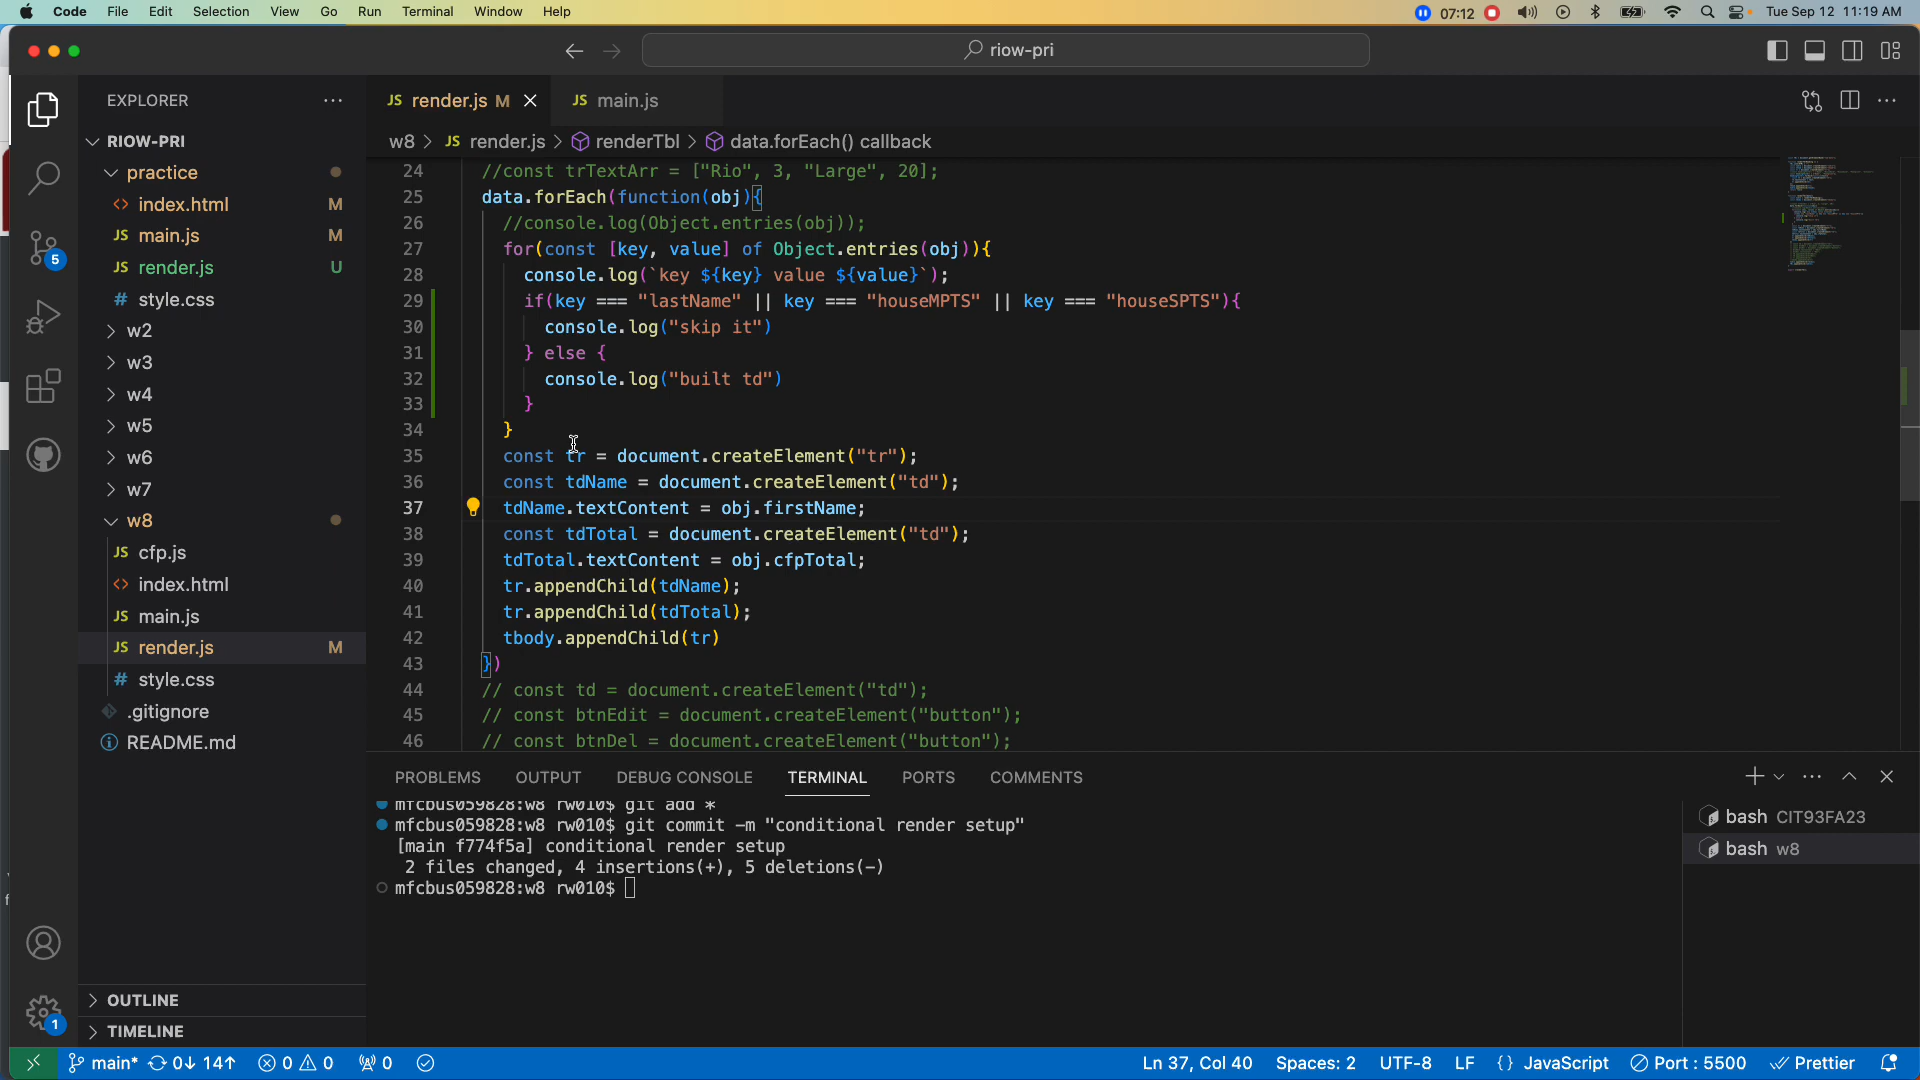 Code File Edit Selection View Go Run Terminal Window Help 07:12 Tue Sep 12 11:19 AM
riow-pri
EXPLORER
RIOW-PRI
practice
index.html M
main.js M
render.js U
style.css
w2
w3
w4
w5
w6
w7
w8
cfp.js
index.html
main.js
render.js M
style.css
.gitignore
README.md
OUTLINE
TIMELINE
5
1
JS render.js M
JS main.js
w8 > JS render.js > renderTbl > data.forEach() callback
24 //const trTextArr = ["Rio", 3, "Large", 20];
25 data.forEach(function(obj){
26 //console.log(Object.entries(obj));
27 for(const [key, value] of Object.entries(obj)){
28 console.log(`key ${key} value ${value}`);
29 if(key === "lastName" || key === "houseMPTS" || key === "houseSPTS"){
30 console.log("skip it")
31 } else {
32 console.log("built td")
33 }
34 }
35 const tr = document.createElement("tr");
36 const tdName = document.createElement("td");
37 tdName.textContent = obj.firstName;
38 const tdTotal = document.createElement("td");
39 tdTotal.textContent = obj.cfpTotal;
40 tr.appendChild(tdName);
41 tr.appendChild(tdTotal);
42 tbody.appendChild(tr)
43 })
44 // const td = document.createElement("td");
45 // const btnEdit = document.createElement("button");
46 // const btnDel = document.createElement("button");
PROBLEMS OUTPUT DEBUG CONSOLE TERMINAL PORTS COMMENTS
mfcbus059828:w8 rw010$ git add *
mfcbus059828:w8 rw010$ git commit -m "conditional render setup"
[main f774f5a] conditional render setup
2 files changed, 4 insertions(+), 5 deletions(-)
mfcbus059828:w8 rw010$
bash CIT93FA23
bash w8
main* 0↓ 14↑ 0 0 0 Ln 37, Col 40 Spaces: 2 UTF-8 LF {} JavaScript Port : 5500 Prettier